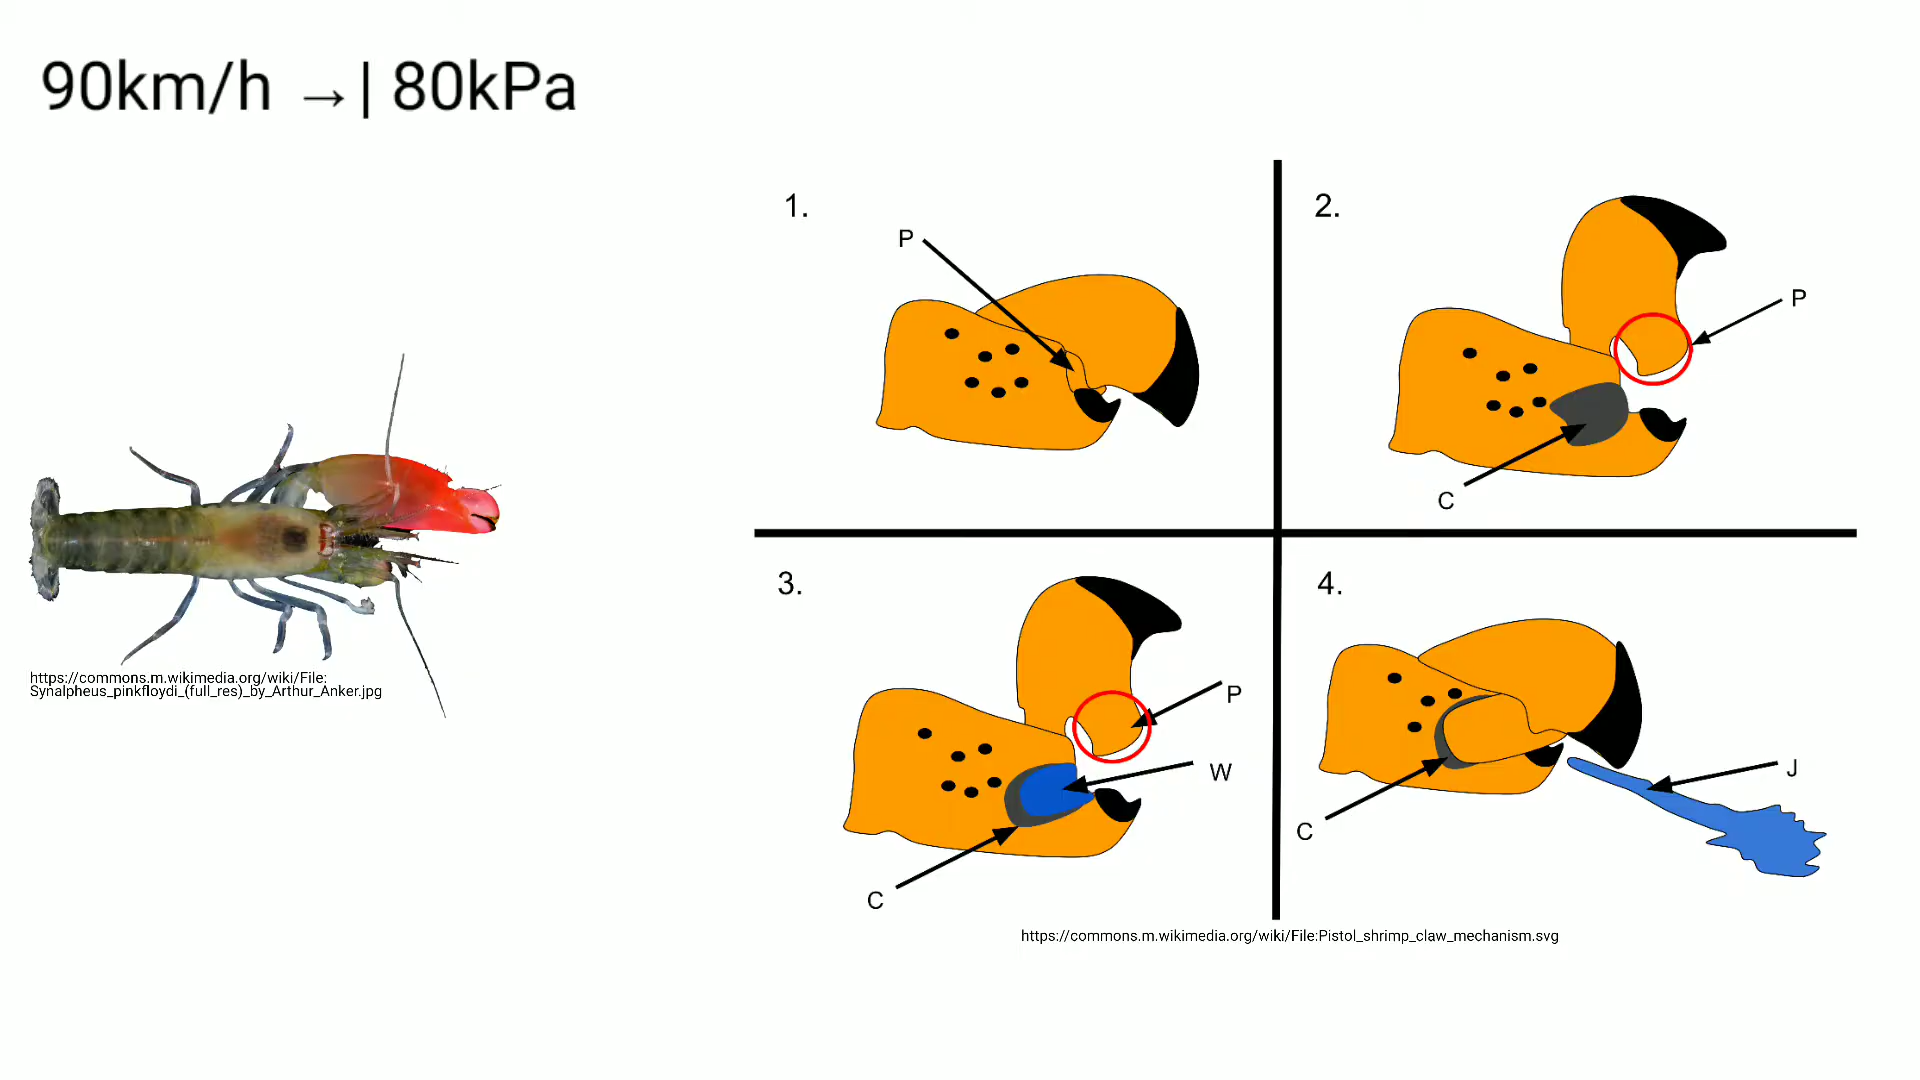 90km/h →| 80kPa
1.
P
2.
P
C
https://commons.m.wikimedia.org/wiki/File:
Synalpheus_pinkfloydi_(full_res)_by_Arthur_Anker.jpg
3.
P
W
C
4.
J
C
https://commons.m.wikimedia.org/wiki/File:Pistol_shrimp_claw_mechanism.svg